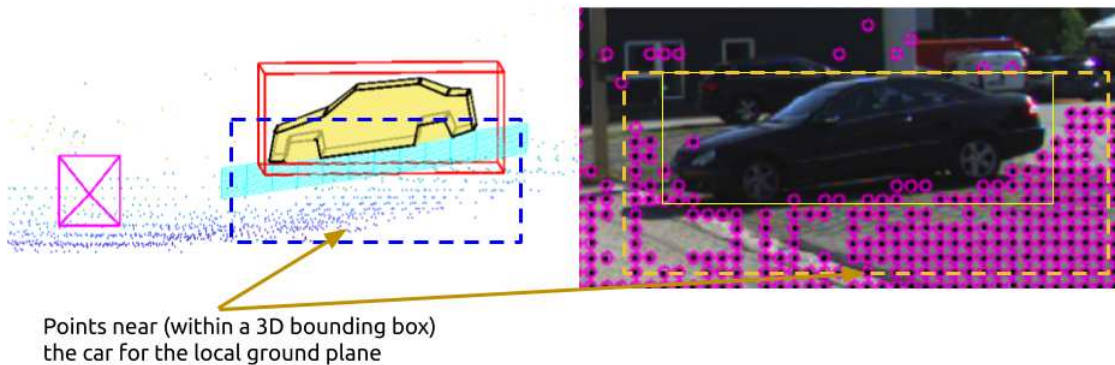 Points near (within a 3D bounding box)
the car for the local ground plane